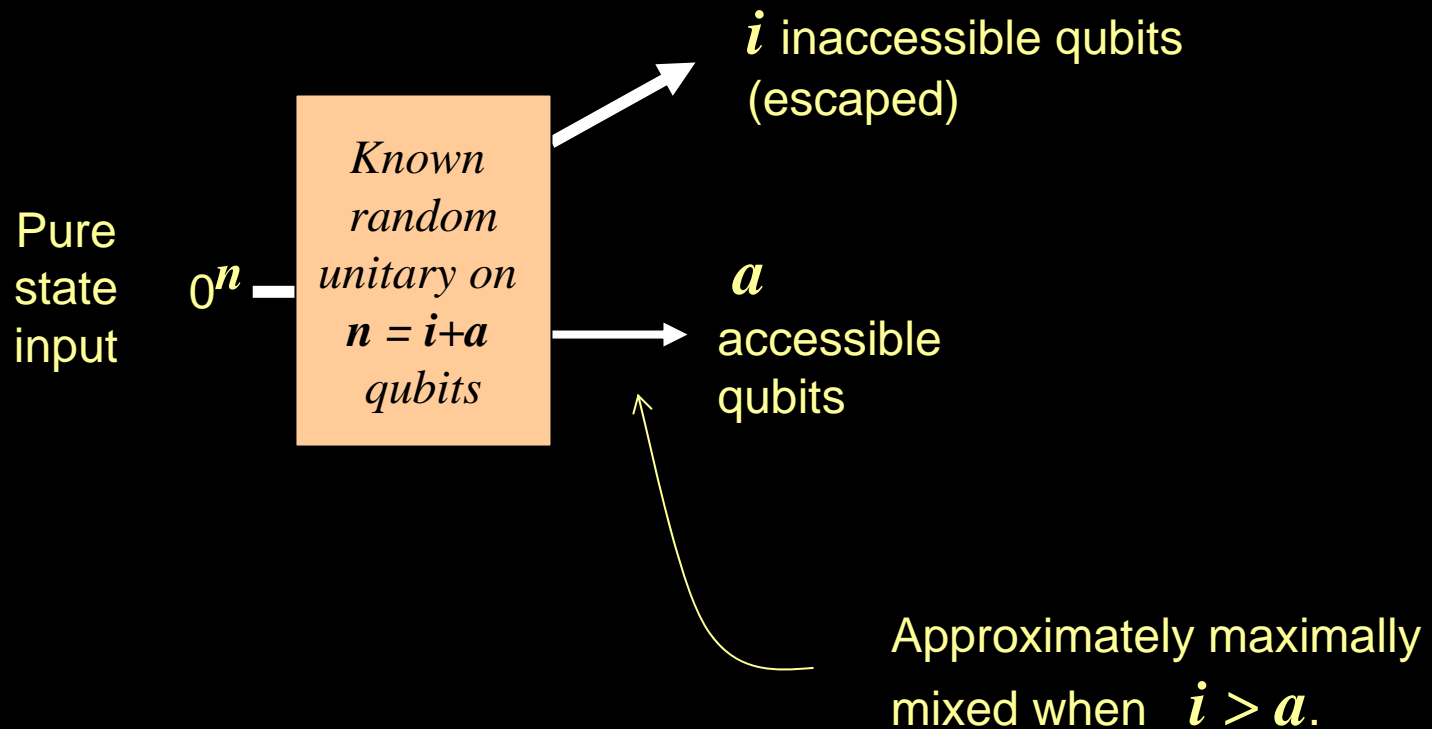 i inaccessible qubits
(escaped)
Known
random
unitary on
n = i+a
qubits
Pure
state
input
0ⁿ
a
accessible
qubits
Approximately maximally
mixed when i > a.